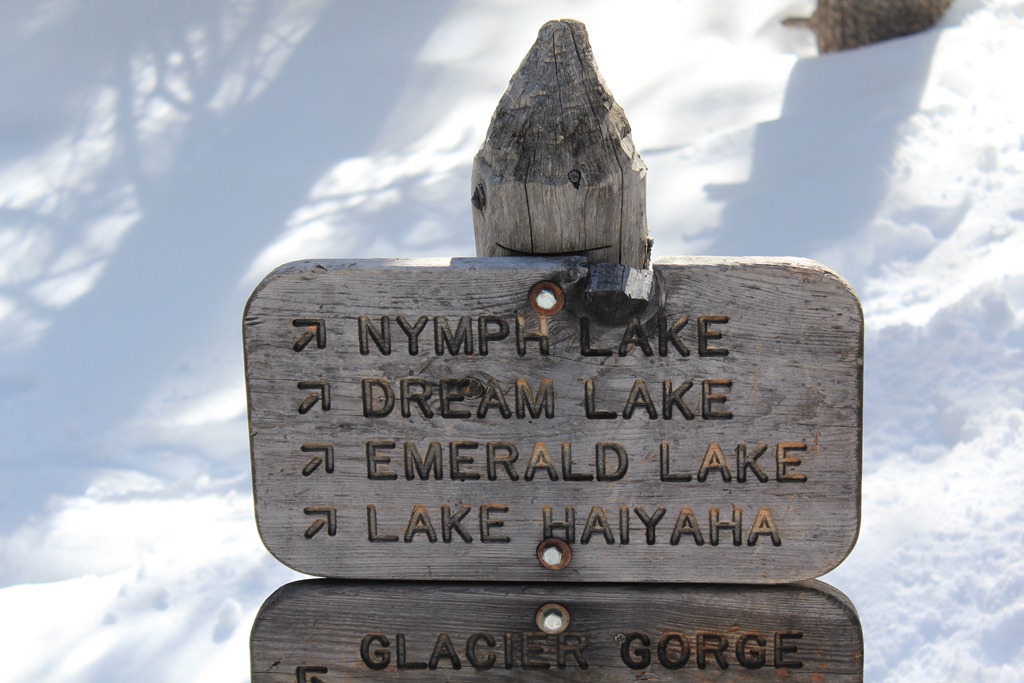 ↗ NYMPH LAKE
↗ DREAM LAKE
↗ EMERALD LAKE
↗ LAKE HAIYAHA
↖ GLACIER GORGE